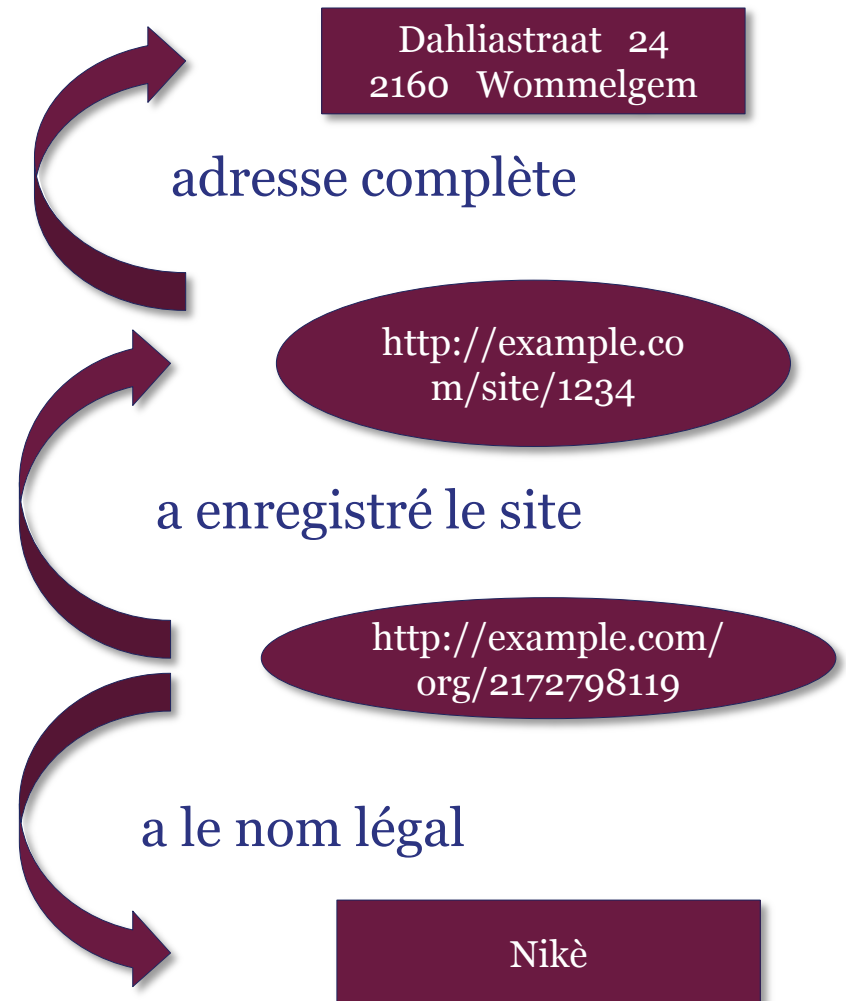 Dahliastraat 24
2160 Wommelgem
adresse complète
http://example.co
m/site/1234
a enregistré le site
http://example.com/
org/2172798119
a le nom légal
Nikè